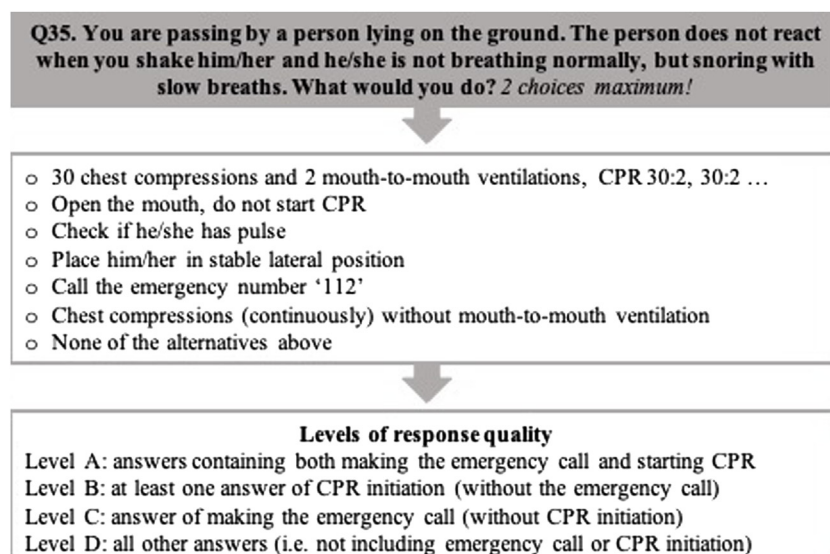 Q35. You are passing by a person lying on the ground. The person does not react
when you shake him/her and he/she is not breathing normally, but snoring with
slow breaths. What would you do? 2 choices maximum!
o 30 chest compressions and 2 mouth-to-mouth ventilations, CPR 30:2, 30:2 …
o Open the mouth, do not start CPR
o Check if he/she has pulse
o Place him/her in stable lateral position
o Call the emergency number ‘112’
o Chest compressions (continuously) without mouth-to-mouth ventilation
o None of the alternatives above
Levels of response quality
Level A: answers containing both making the emergency call and starting CPR
Level B: at least one answer of CPR initiation (without the emergency call)
Level C: answer of making the emergency call (without CPR initiation)
Level D: all other answers (i.e. not including emergency call or CPR initiation)